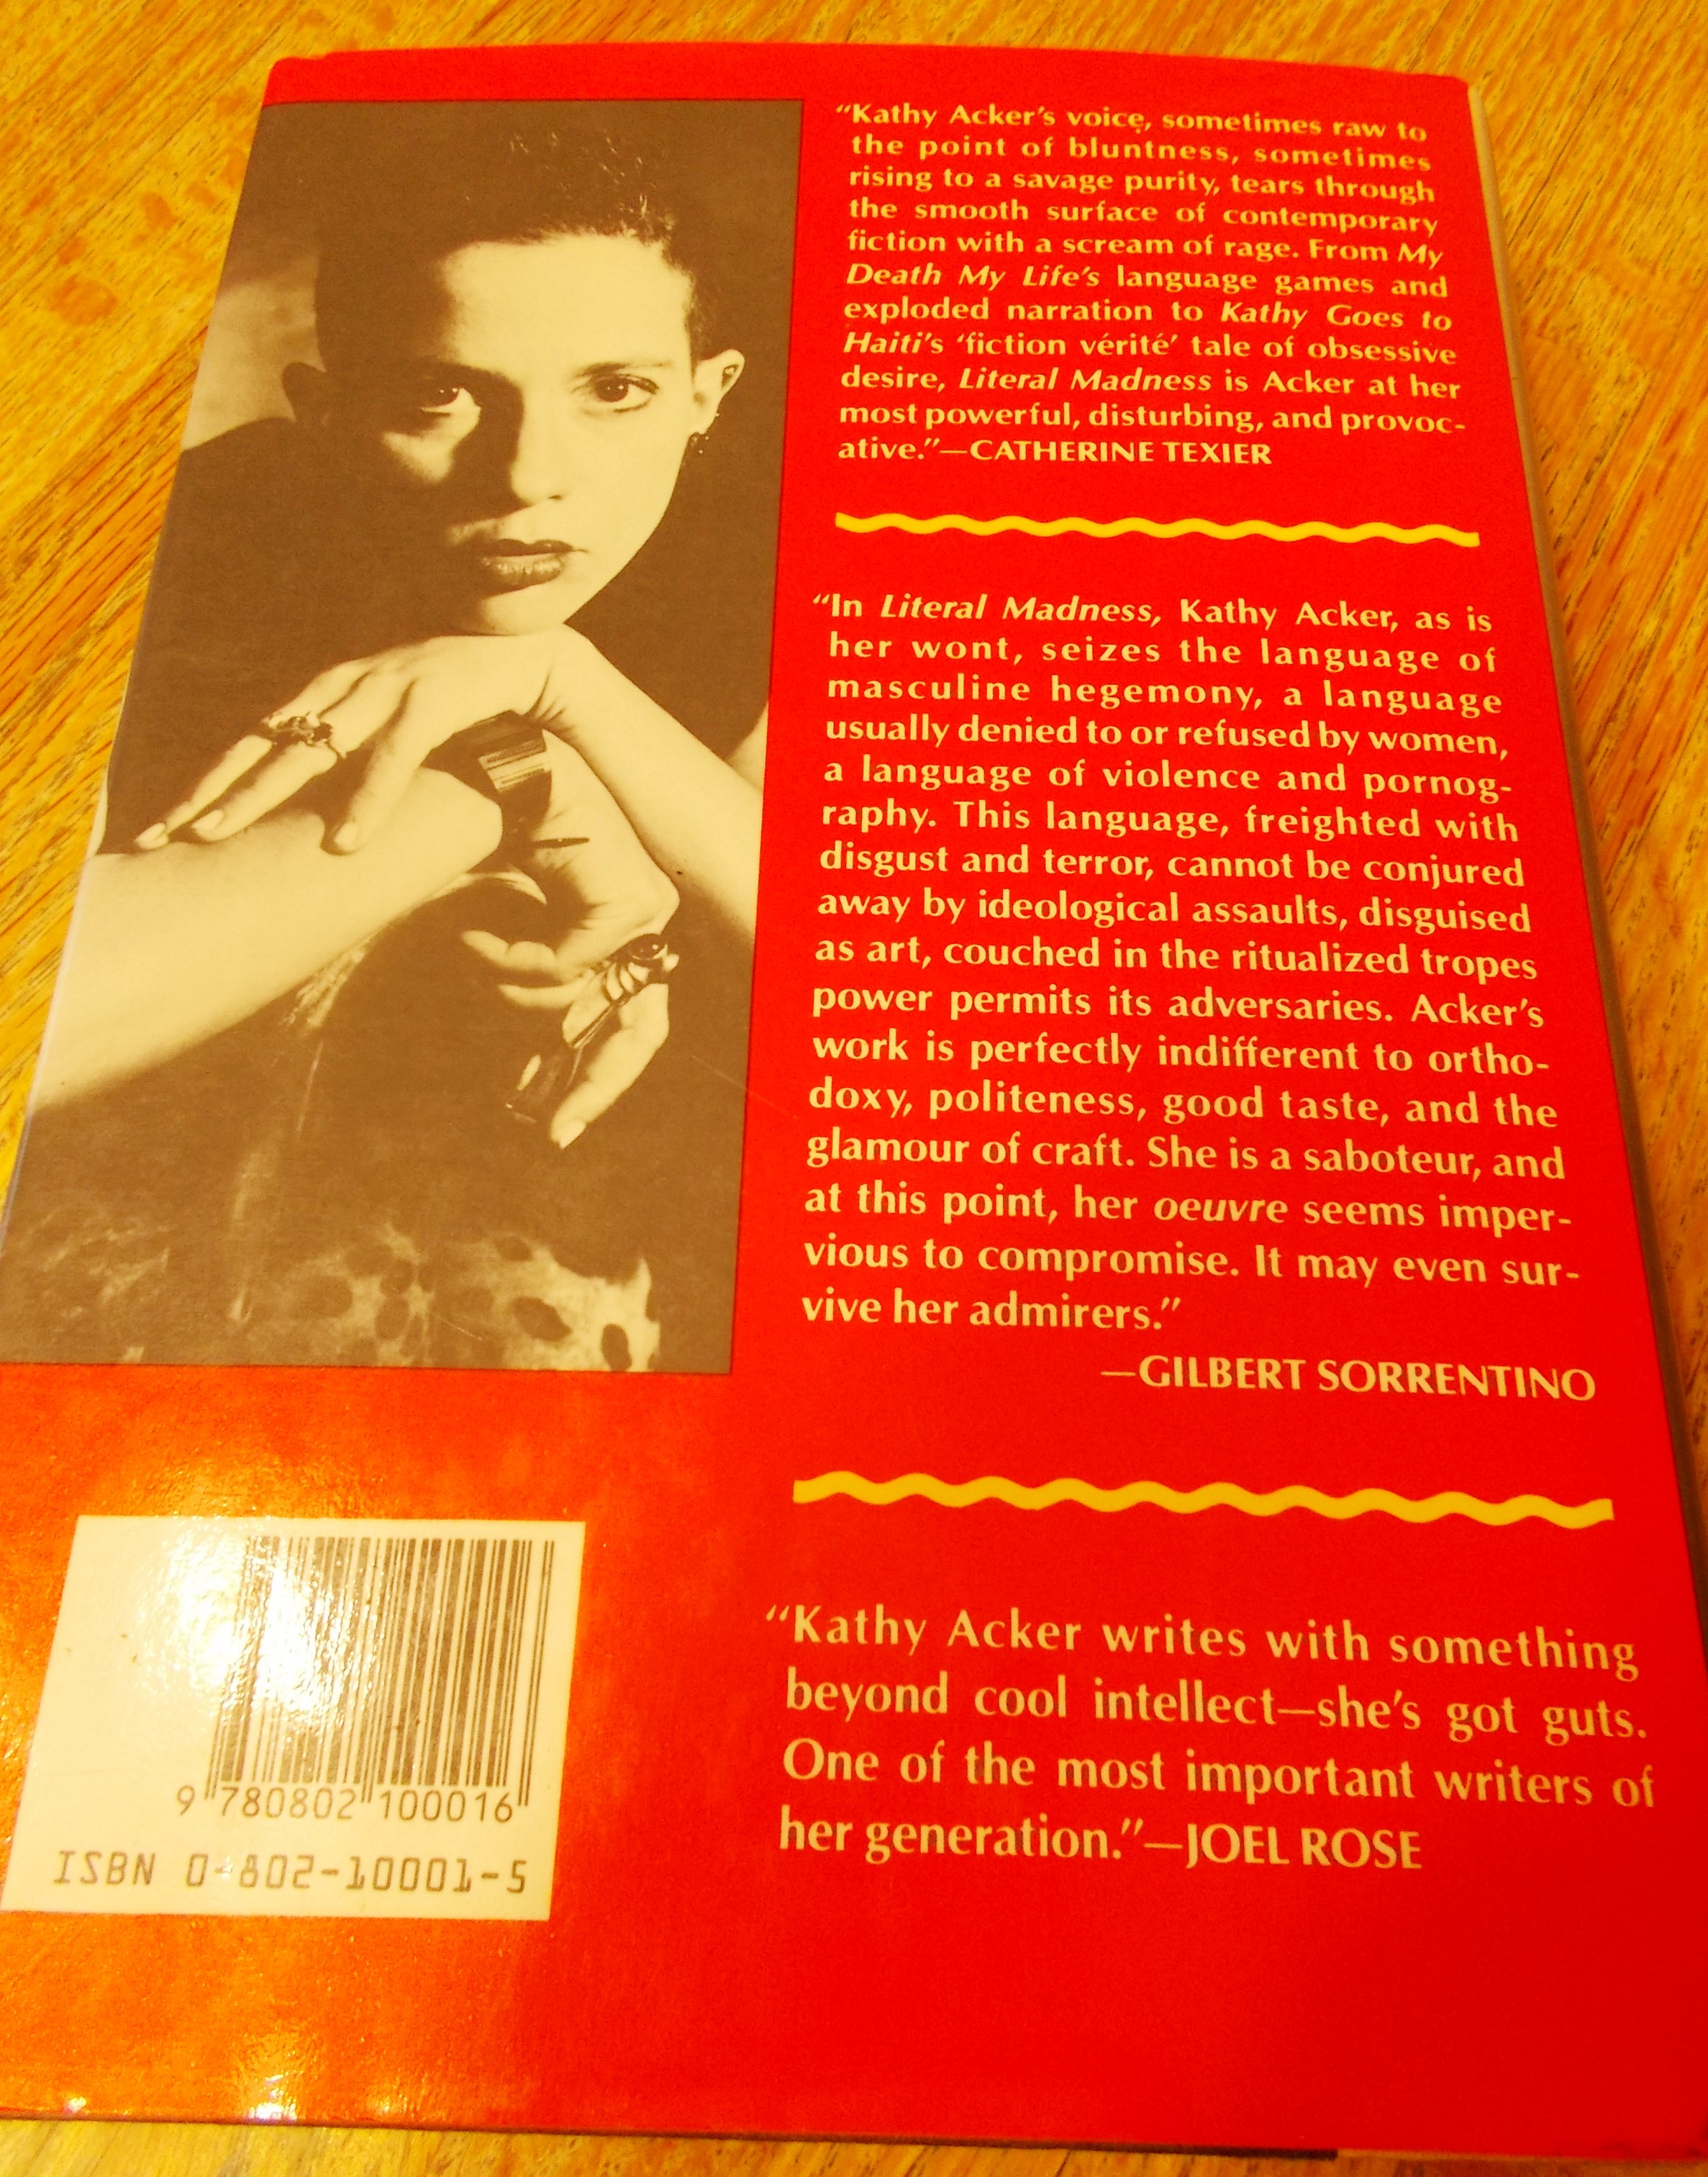 “Kathy Acker’s voice, sometimes raw to
the point of bluntness, sometimes
rising to a savage purity, tears through
the smooth surface of contemporary
fiction with a scream of rage. From My
Death My Life’s language games and
exploded narration to Kathy Goes to
Haiti’s ‘fiction vérité’ tale of obsessive
desire, Literal Madness is Acker at her
most powerful, disturbing, and provoc-
ative.”—CATHERINE TEXIER
“In Literal Madness, Kathy Acker, as is
her wont, seizes the language of
masculine hegemony, a language
usually denied to or refused by women,
a language of violence and pornog-
raphy. This language, freighted with
disgust and terror, cannot be conjured
away by ideological assaults, disguised
as art, couched in the ritualized tropes
power permits its adversaries. Acker’s
work is perfectly indifferent to ortho-
doxy, politeness, good taste, and the
glamour of craft. She is a saboteur, and
at this point, her oeuvre seems imper-
vious to compromise. It may even sur-
vive her admirers.”
—GILBERT SORRENTINO
“Kathy Acker writes with something
beyond cool intellect—she’s got guts.
One of the most important writers of
her generation.”—JOEL ROSE
9 780802 100016
ISBN 0-802-10001-5